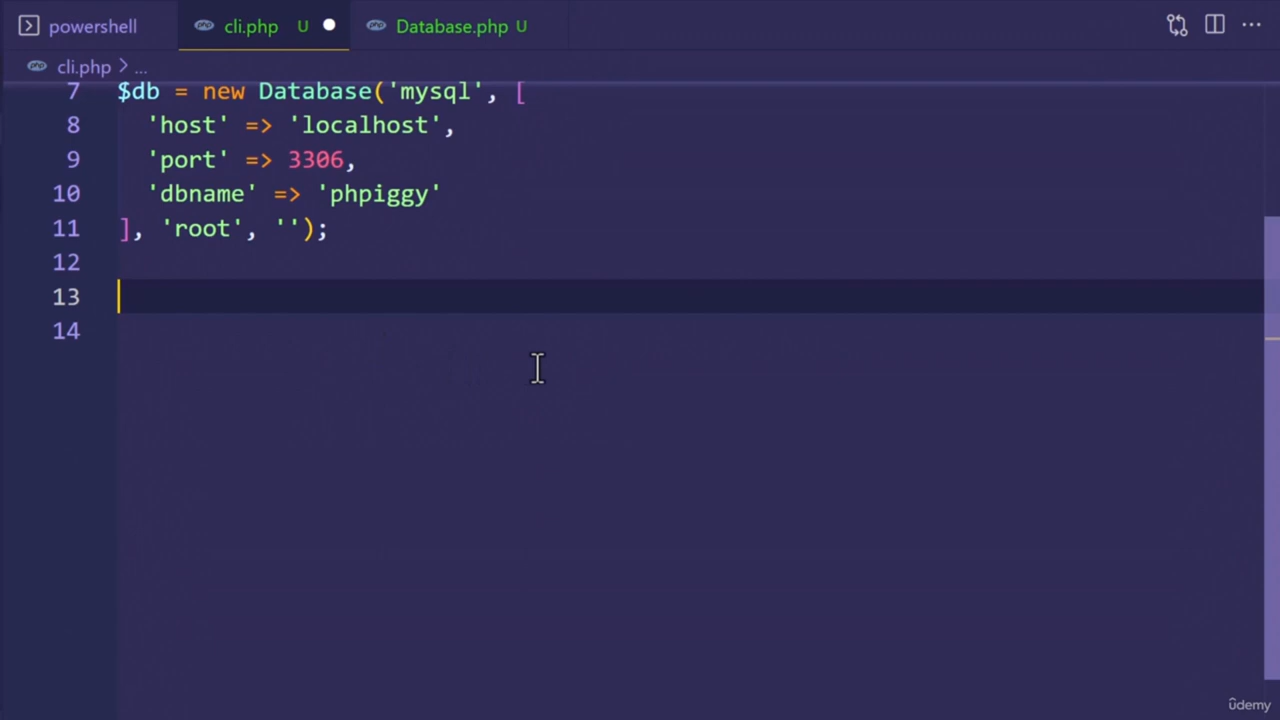 powershell
cli.php U
Database.php U
cli.php > ...
7 $db = new Database('mysql', [
8 'host' => 'localhost',
9 'port' => 3306,
10 'dbname' => 'phpiggy'
11 ], 'root', '');
12
13
14
ûdemy